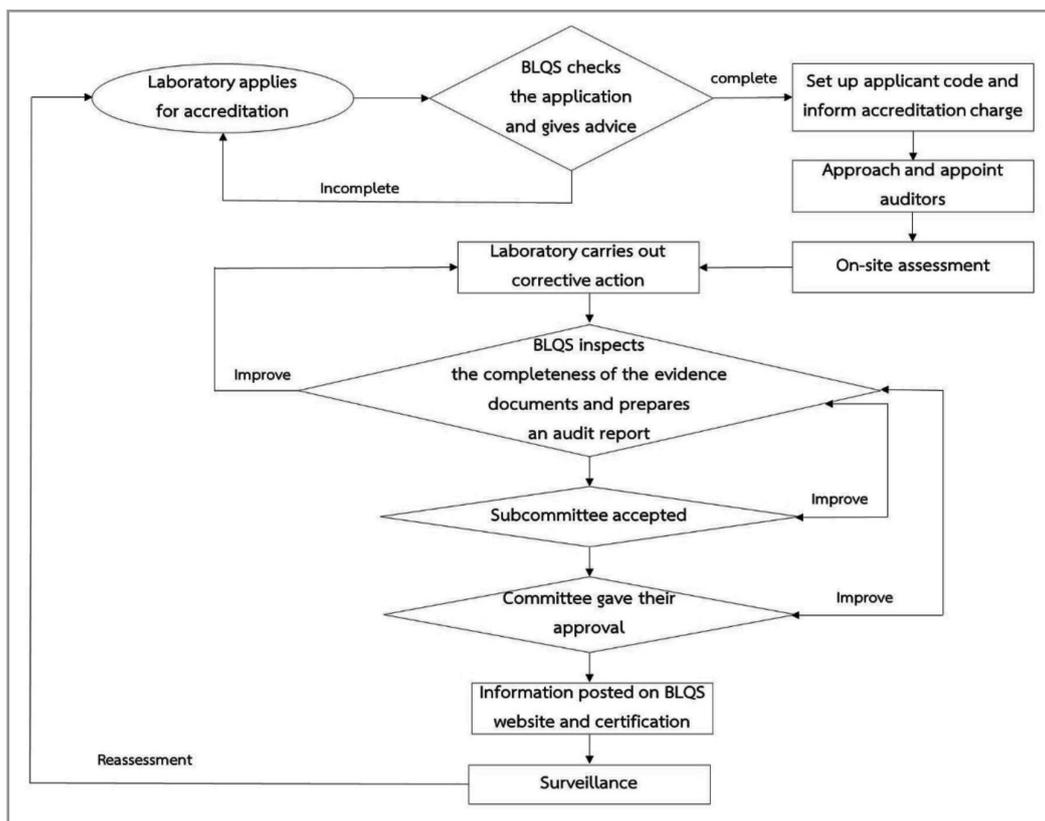 Laboratory applies
for accreditation
BLQS checks
the application
and gives advice
complete
Set up applicant code and
inform accreditation charge
Incomplete
Approach and appoint
auditors
On-site assessment
Laboratory carries out
corrective action
Improve
BLQS inspects
the completeness of the evidence
documents and prepares
an audit report
Improve
Subcommittee accepted
Improve
Committee gave their
approval
Information posted on BLQS
website and certification
Reassessment
Surveillance